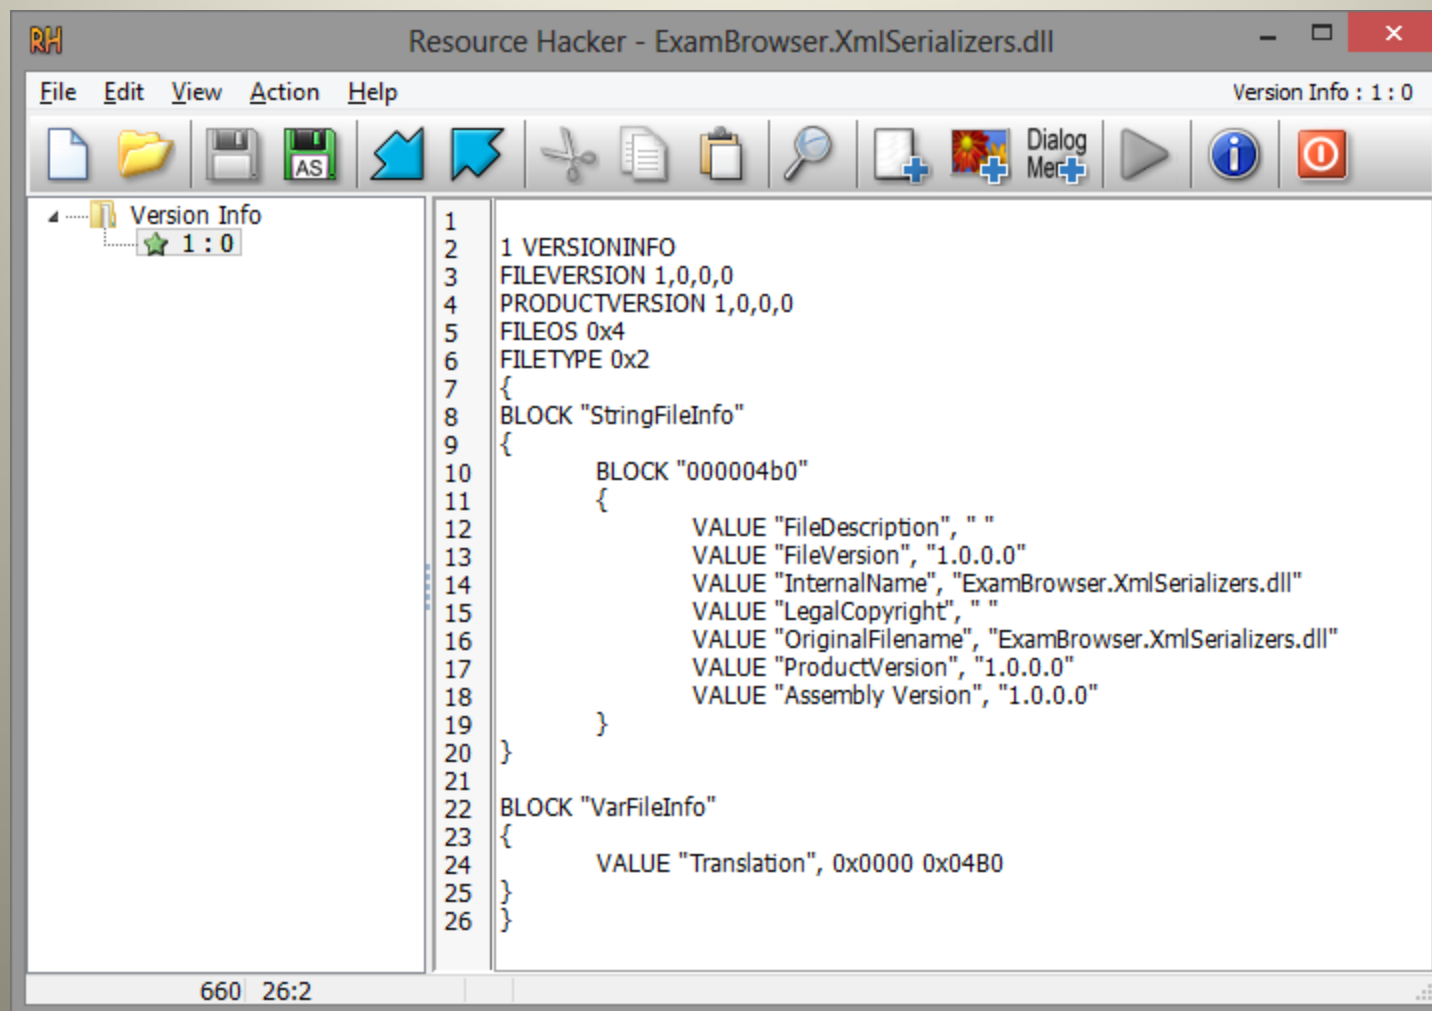 RH
Resource Hacker - ExamBrowser.XmlSerializers.dll
File Edit View Action Help
Version Info : 1 : 0
AS
Dialog
Men
Version Info
1 : 0
1
2 1 VERSIONINFO
3 FILEVERSION 1,0,0,0
4 PRODUCTVERSION 1,0,0,0
5 FILEOS 0x4
6 FILETYPE 0x2
7 {
8 BLOCK "StringFileInfo"
9 {
10 BLOCK "000004b0"
11 {
12 VALUE "FileDescription", " "
13 VALUE "FileVersion", "1.0.0.0"
14 VALUE "InternalName", "ExamBrowser.XmlSerializers.dll"
15 VALUE "LegalCopyright", " "
16 VALUE "OriginalFilename", "ExamBrowser.XmlSerializers.dll"
17 VALUE "ProductVersion", "1.0.0.0"
18 VALUE "Assembly Version", "1.0.0.0"
19 }
20 }
21
22 BLOCK "VarFileInfo"
23 {
24 VALUE "Translation", 0x0000 0x04B0
25 }
26 }
660 26:2